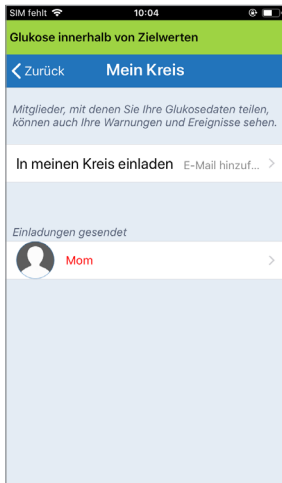 SIM fehlt 10:04
Glukose innerhalb von Zielwerten
Zurück Mein Kreis
Mitglieder, mit denen Sie Ihre Glukosedaten teilen,
können auch Ihre Warnungen und Ereignisse sehen.
In meinen Kreis einladen E-Mail hinzuf...
Einladungen gesendet
Mom